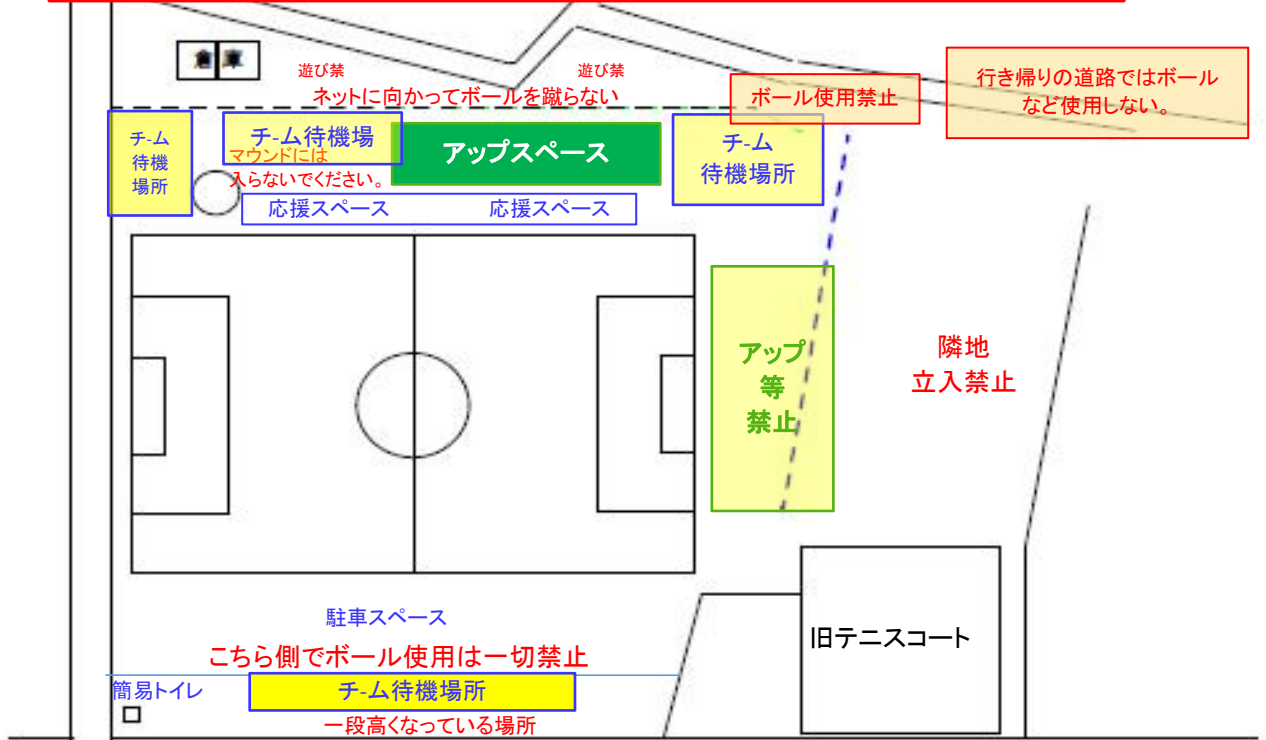 倉庫
遊び禁
遊び禁
ネットに向かってボールを蹴らない
ボール使用禁止
行き帰りの道路ではボール
など使用しない。
チ-ム
待機
場所
チ-ム待機場
マウンドには
入らないでください。
アップスペース
チ-ム
待機場所
応援スペース
応援スペース
アップ
等
禁止
隣地
立入禁止
駐車スペース
こちら側でボール使用は一切禁止
旧テニスコート
簡易トイレ
チ-ム待機場所
一段高くなっている場所